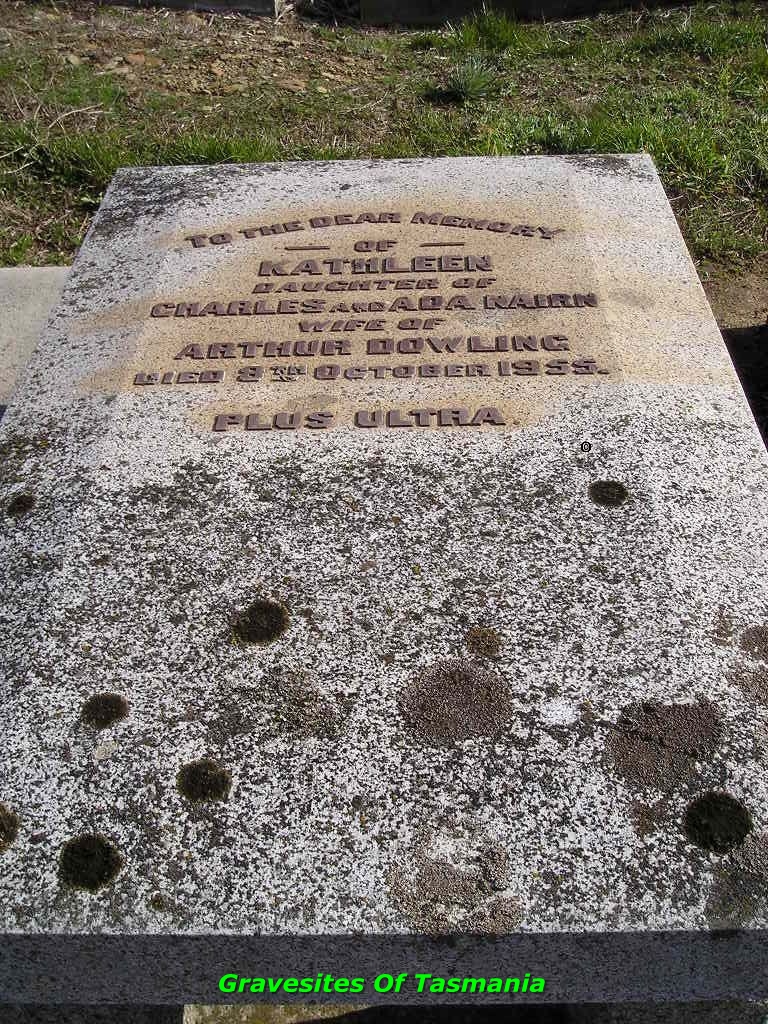 TO THE DEAR MEMORY
— OF —
KATHLEEN
DAUGHTER OF
CHARLES AND ADA NAIRN
WIFE OF
ARTHUR DOWLING
DIED 8TH OCTOBER 1955.
PLUS ULTRA
Gravesites Of Tasmania